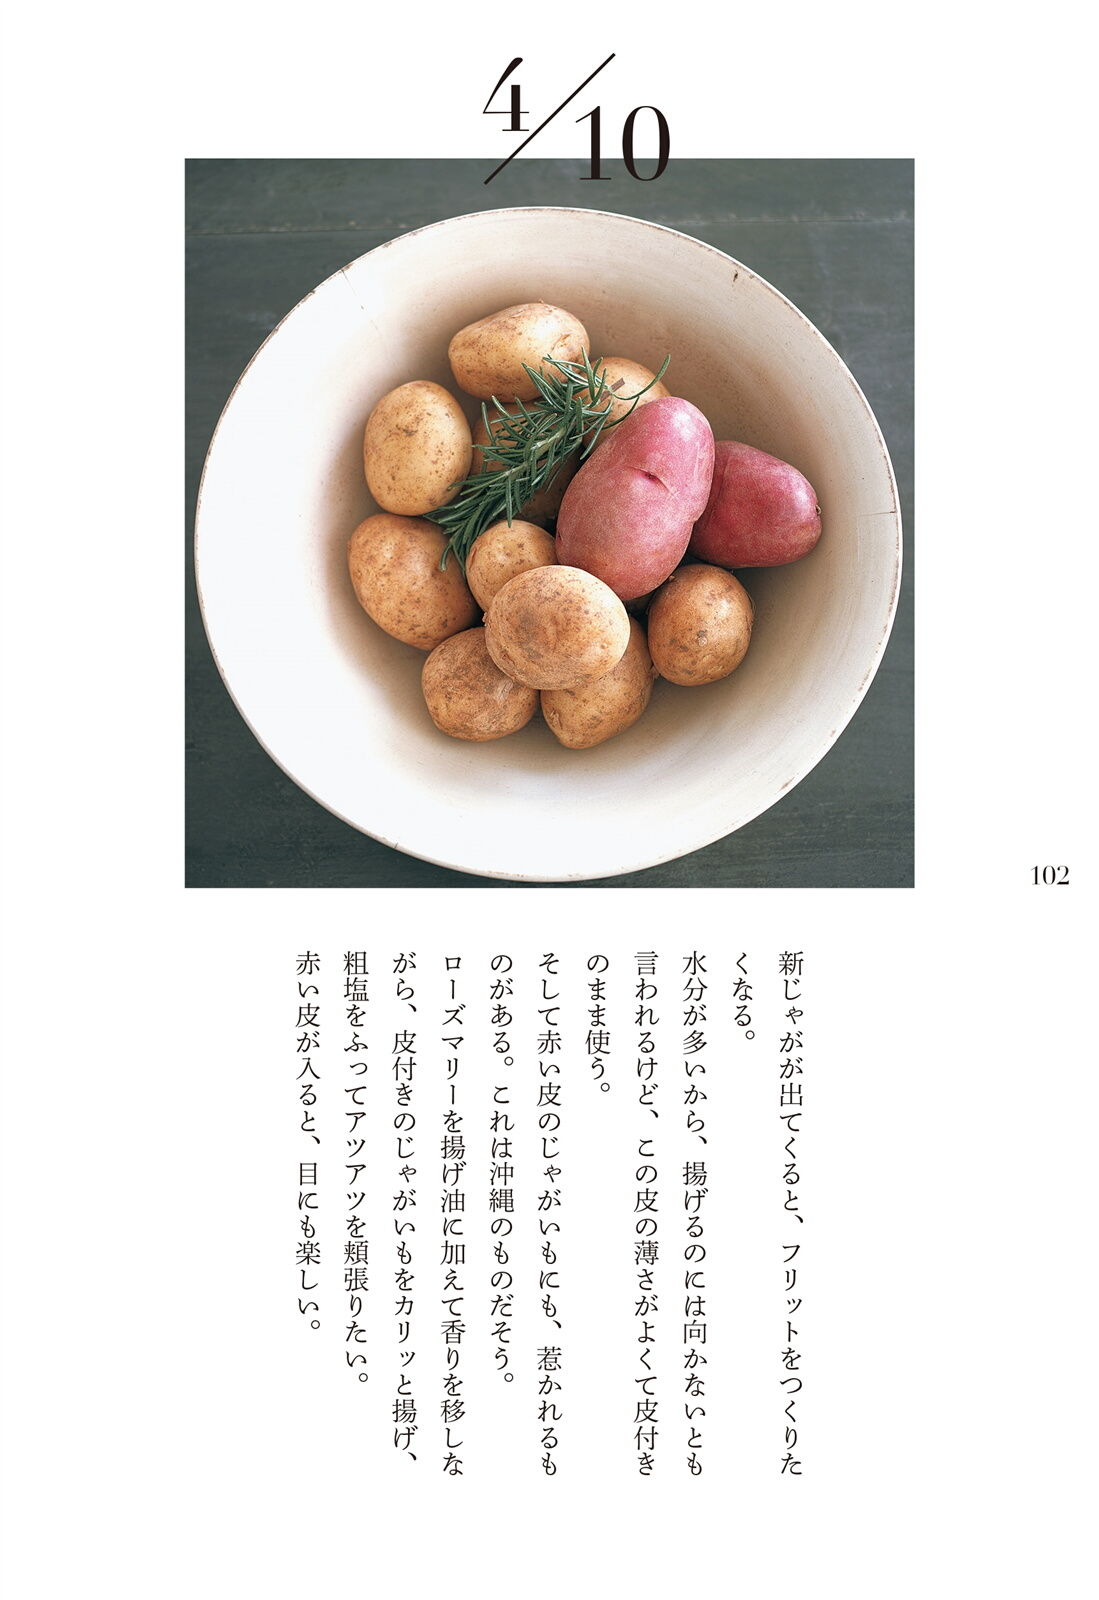 4/10
102
新じゃがが出てくると、フリットをつくりた
くなる。
水分が多いから、揚げるのには向かないとも
言われるけど、この皮の薄さがよくて皮付き
のまま使う。
そして赤い皮のじゃがいもにも、惹かれるも
のがある。これは沖縄のものだそう。
ローズマリーを揚げ油に加えて香りを移しな
がら、皮付きのじゃがいもをカリッと揚げ、
粗塩をふってアツアツを頬張りたい。
赤い皮が入ると、目にも楽しい。